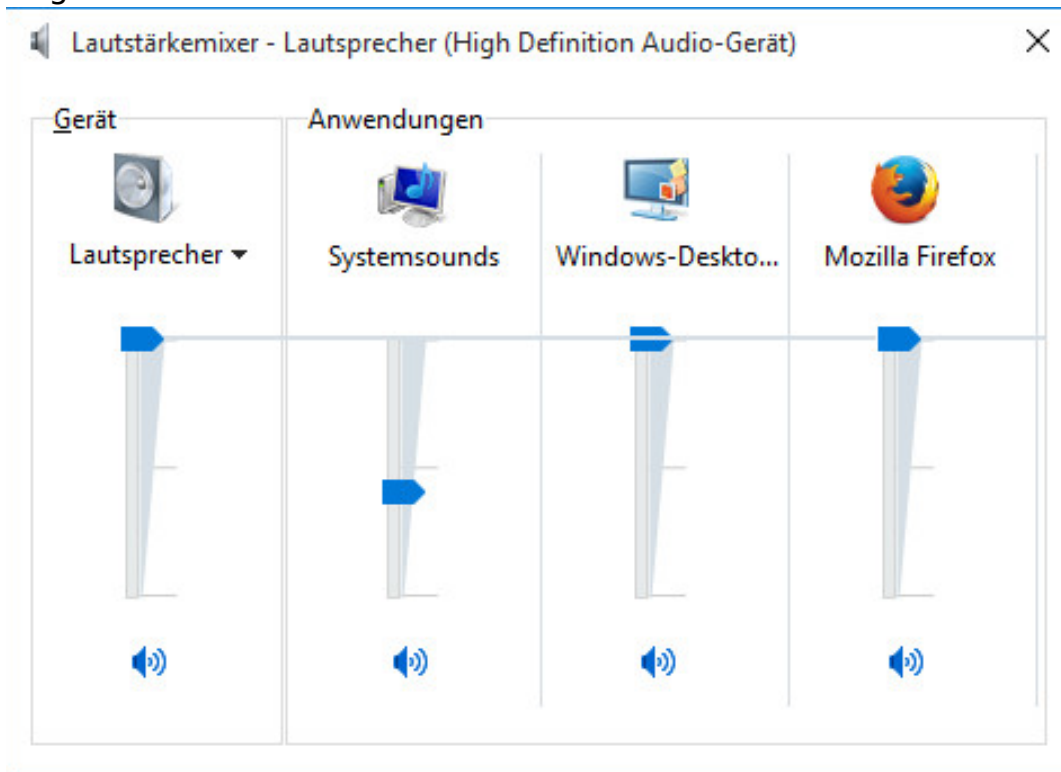 Lautstärkemixer - Lautsprecher (High Definition Audio-Gerät)
Gerät
Anwendungen
Lautsprecher
Systemsounds
Windows-Deskto...
Mozilla Firefox